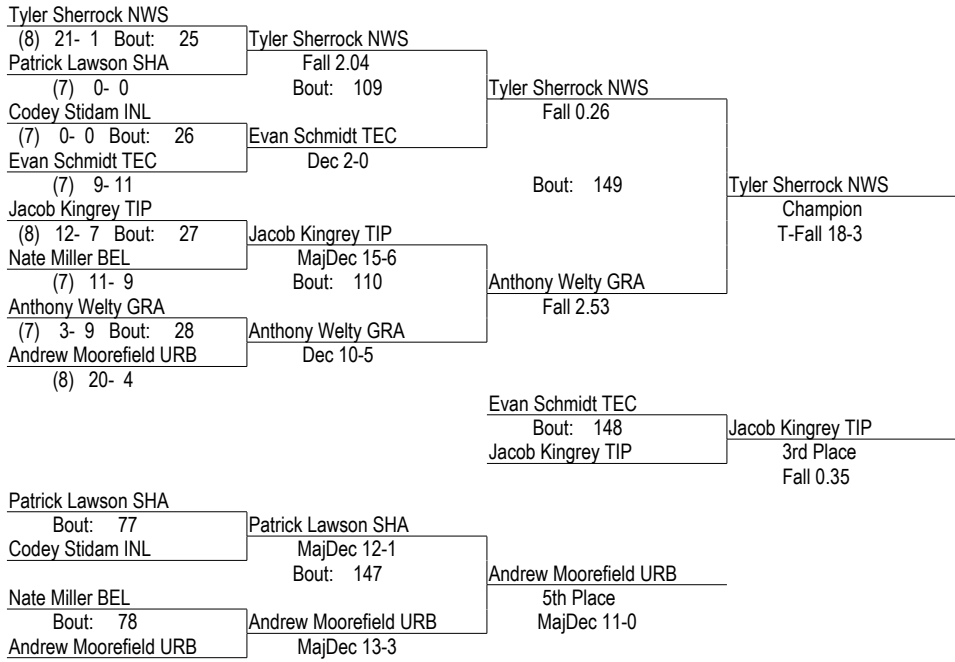 Tyler Sherrock NWS
(8) 21- 1 Bout: 25
Patrick Lawson SHA
(7) 0- 0
Codey Stidam INL
(7) 0- 0 Bout: 26
Evan Schmidt TEC
(7) 9- 11
Jacob Kingrey TIP
(8) 12- 7 Bout: 27
Nate Miller BEL
(7) 11- 9
Anthony Welty GRA
(7) 3- 9 Bout: 28
Andrew Moorefield URB
(8) 20- 4
Tyler Sherrock NWS
Fall 2.04
Bout: 109
Evan Schmidt TEC
Dec 2-0
Jacob Kingrey TIP
MajDec 15-6
Bout: 110
Anthony Welty GRA
Dec 10-5
Tyler Sherrock NWS
Fall 0.26
Bout: 149
Anthony Welty GRA
Fall 2.53
Tyler Sherrock NWS
Champion
T-Fall 18-3
Evan Schmidt TEC
Bout: 148
Jacob Kingrey TIP
Jacob Kingrey TIP
3rd Place
Fall 0.35
Patrick Lawson SHA
Bout: 77
Codey Stidam INL
Nate Miller BEL
Bout: 78
Andrew Moorefield URB
Patrick Lawson SHA
MajDec 12-1
Bout: 147
Andrew Moorefield URB
MajDec 13-3
Andrew Moorefield URB
5th Place
MajDec 11-0